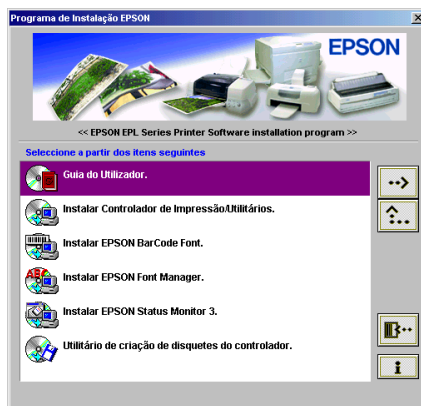 Programa de Instalação EPSON
EPSON
<< EPSON EPL Series Printer Software installation program >>
Seleccione a partir dos itens seguintes
Guia do Utilizador.
Instalar Controlador de Impressão/Utilitários.
Instalar EPSON BarCode Font.
ABC
Instalar EPSON Font Manager.
Instalar EPSON Status Monitor 3.
Utilitário de criação de disquetes do controlador.